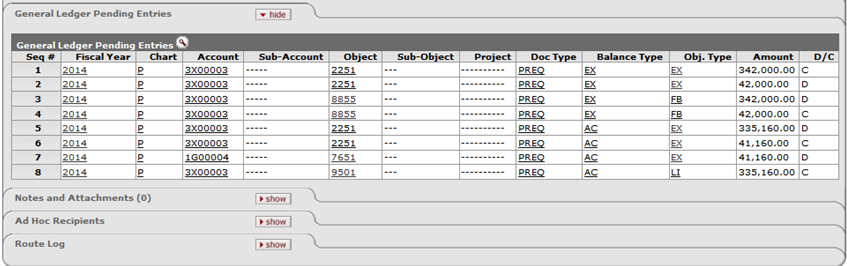 General Ledger Pending Entries hide
General Ledger Pending Entries
Seq # Fiscal Year Chart Account Sub-Account Object Sub-Object Project Doc Type Balance Type Obj. Type Amount D/C
1 2014 P 3X00003 ----- 2251 --- ---------- PREQ EX EX 342,000.00 C
2 2014 P 3X00003 ----- 2251 --- ---------- PREQ EX EX 42,000.00 D
3 2014 P 3X00003 ----- 8855 --- ---------- PREQ EX FB 342,000.00 D
4 2014 P 3X00003 ----- 8855 --- ---------- PREQ EX FB 42,000.00 C
5 2014 P 3X00003 ----- 2251 --- ---------- PREQ AC EX 335,160.00 D
6 2014 P 3X00003 ----- 2251 --- ---------- PREQ AC EX 41,160.00 C
7 2014 P 1G00004 ----- 7651 --- ---------- PREQ AC EX 41,160.00 D
8 2014 P 3X00003 ----- 9501 --- ---------- PREQ AC LI 335,160.00 C
Notes and Attachments (0) show
Ad Hoc Recipients show
Route Log show